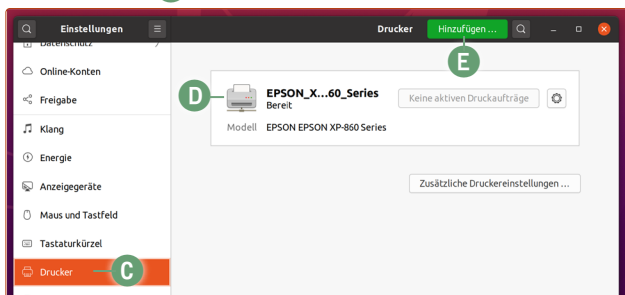 Einstellungen
Drucker
Hinzufügen ...
E
Datenschutz
Online-Konten
Freigabe
Klang
Energie
Anzeigegeräte
Maus und Tastfeld
Tastaturkürzel
Drucker
C
D
EPSON_X...60_Series
Bereit
Keine aktiven Druckaufträge
Modell EPSON EPSON XP-860 Series
Zusätzliche Druckereinstellungen ...